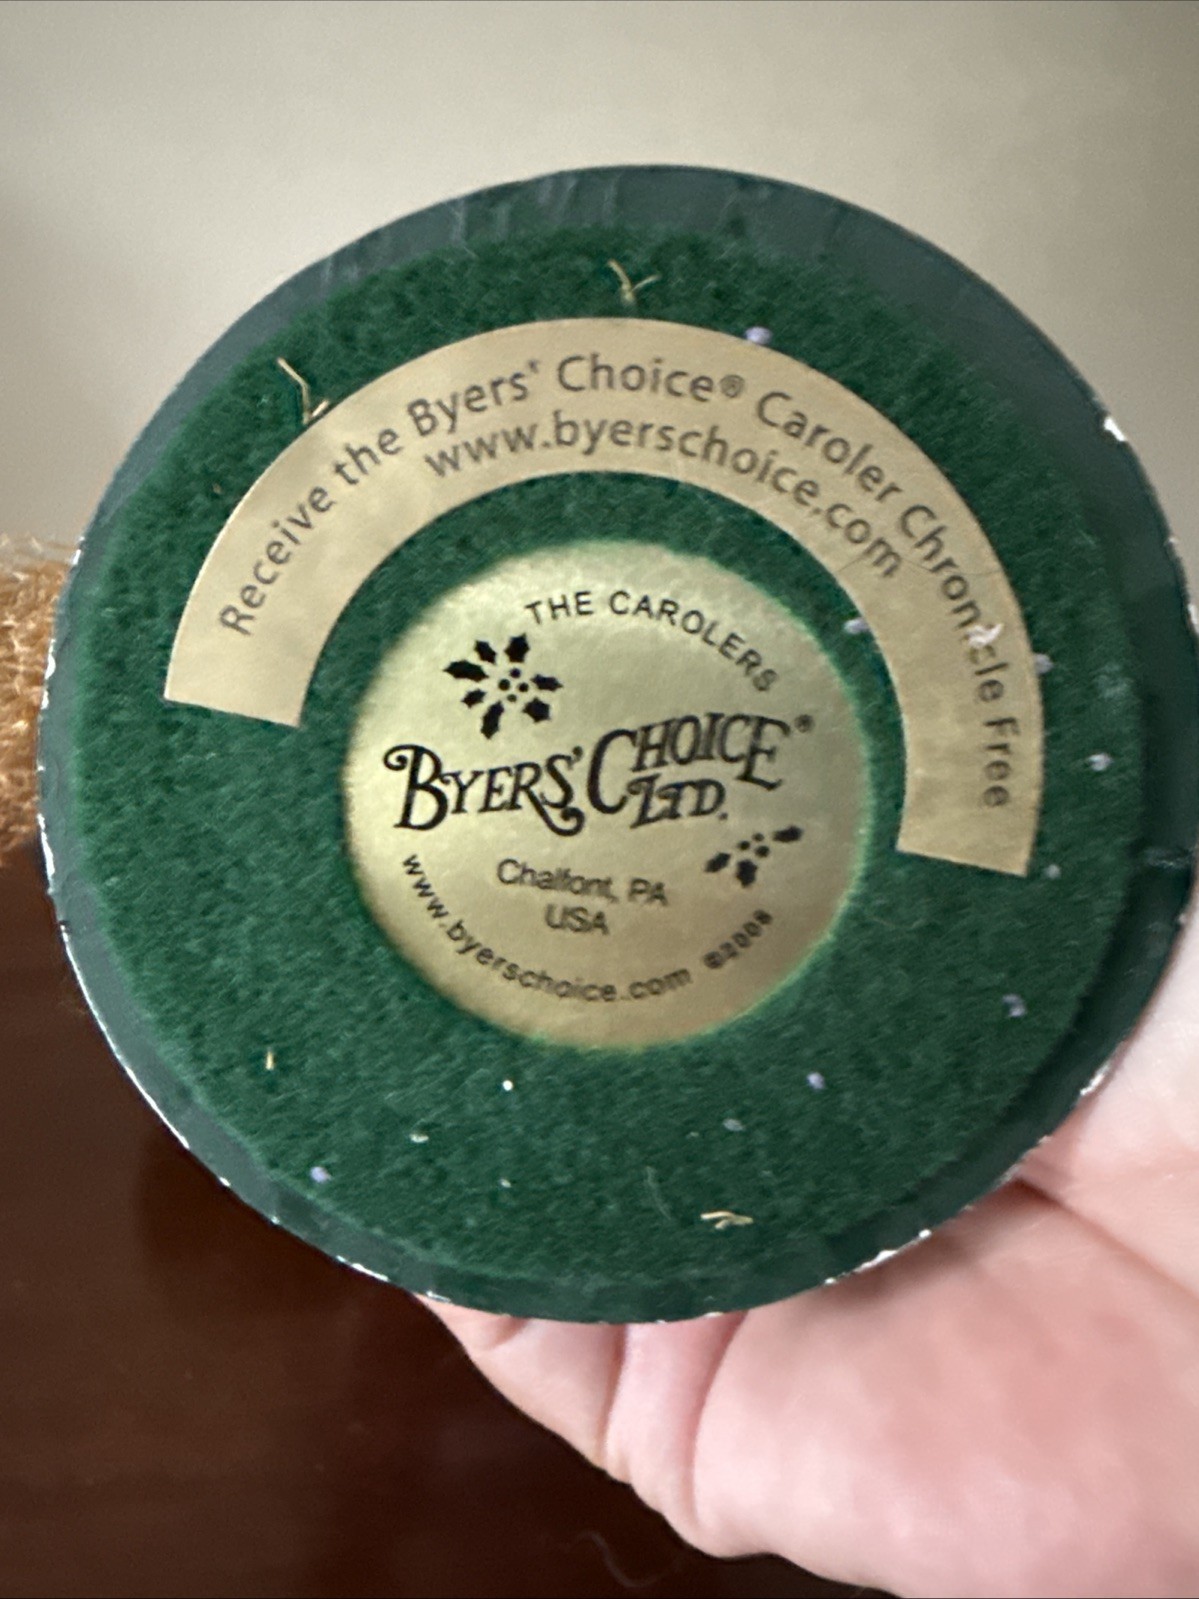 Receive the Byers' Choice® Caroler Chronicle Free
www.byerschoice.com
THE CAROLERS
BYERS' CHOICE®
LTD.
Chalfont, PA
USA
www.byerschoice.com ©2008